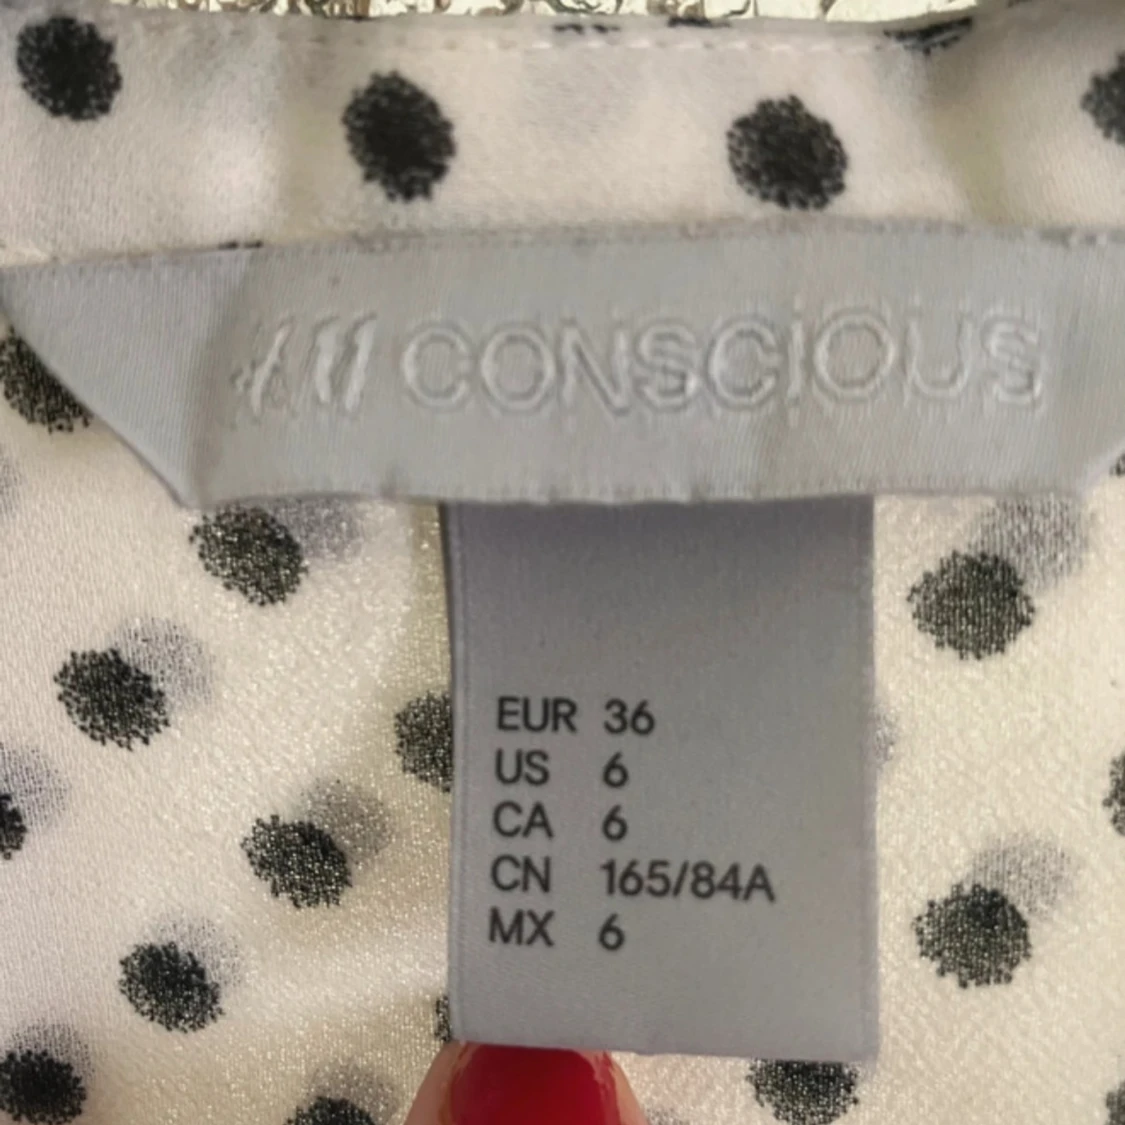 CONSCIOUS
EUR 36
US 6
CA 6
CN 165/84A
MX 6